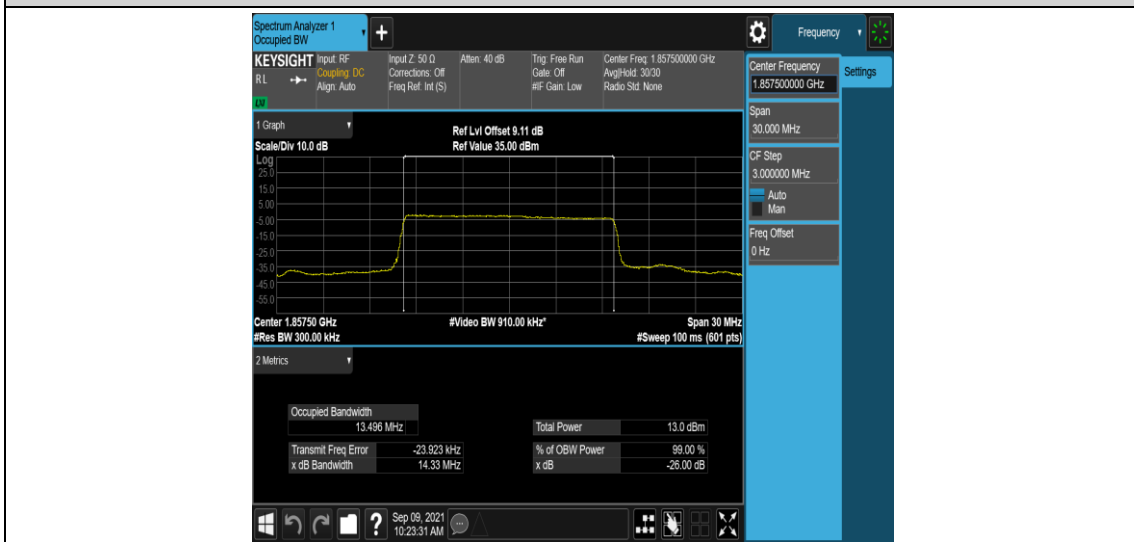 Spectrum Analyzer 1
Occupied BW
Frequency
KEYSIGHT
RL
LXI
Input: RF
Coupling: DC
Align: Auto
Input Z: 50 Ω
Corrections: Off
Freq Ref: Int (S)
Atten: 40 dB
Trig: Free Run
Gate: Off
#IF Gain: Low
Center Freq: 1.857500000 GHz
Avg|Hold: 30/30
Radio Std: None
Center Frequency
1.857500000 GHz
Settings
Span
30.000 MHz
CF Step
3.000000 MHz
Auto
Man
Freq Offset
0 Hz
1 Graph
Scale/Div 10.0 dB
Ref Lvl Offset 9.11 dB
Ref Value 35.00 dBm
Log
25.0
15.0
5.00
-5.00
-15.0
-25.0
-35.0
-45.0
-55.0
Center 1.85750 GHz
#Video BW 910.00 kHz*
Span 30 MHz
#Res BW 300.00 kHz
#Sweep 100 ms (601 pts)
2 Metrics
Occupied Bandwidth
13.496 MHz
Total Power 13.0 dBm
Transmit Freq Error -23.923 kHz
% of OBW Power 99.00 %
x dB Bandwidth 14.33 MHz
x dB -26.00 dB
?
Sep 09, 2021
10:23:31 AM